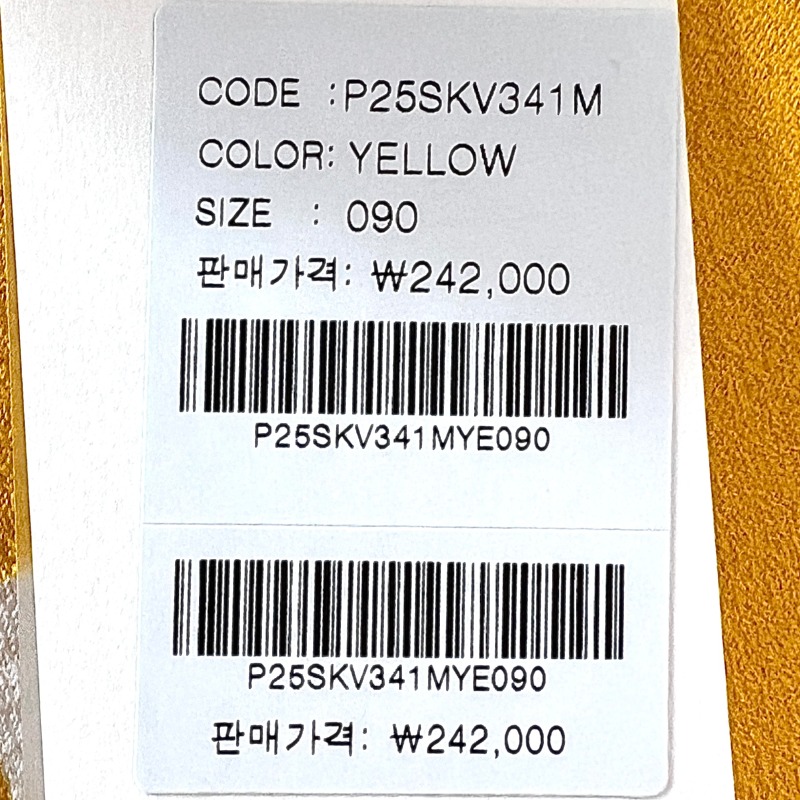 CODE : P25SKV341M
COLOR: YELLOW
SIZE : 090
판매가격: ₩242,000
P25SKV341MYE090
P25SKV341MYE090
판매가격: ₩242,000